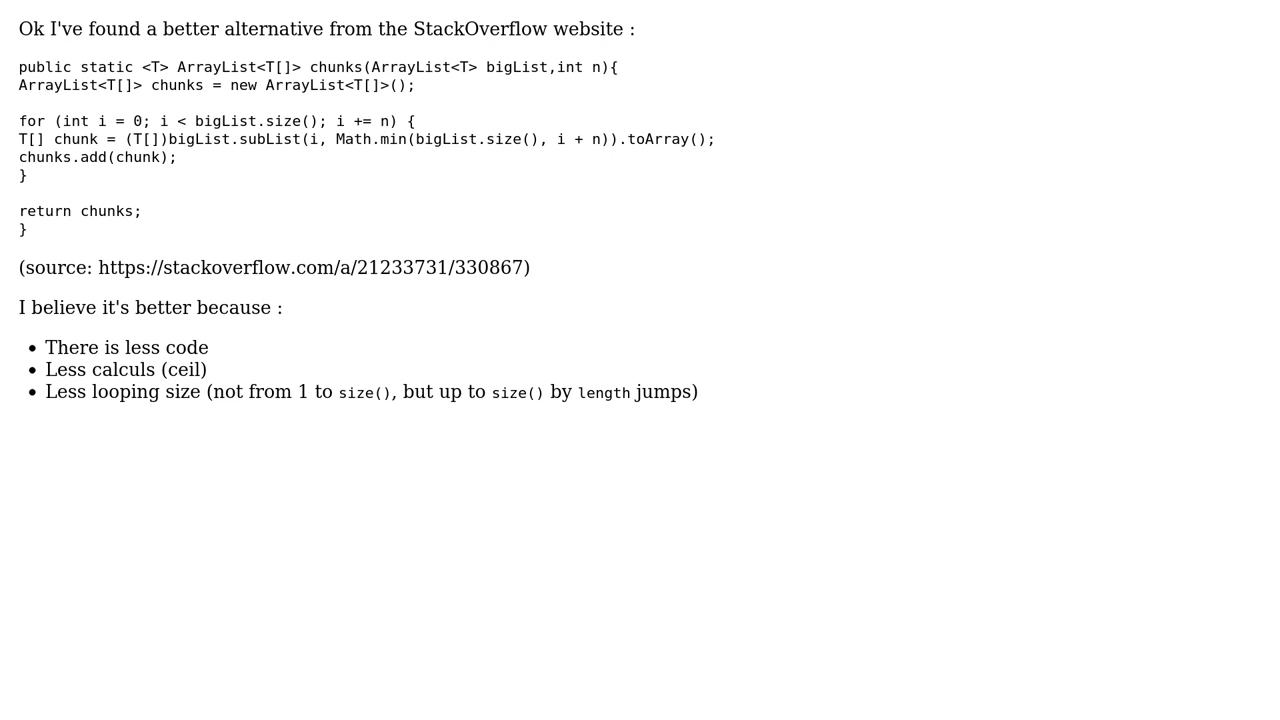 Ok I've found a better alternative from the StackOverflow website :
public static <T> ArrayList<T[]> chunks(ArrayList<T> bigList,int n){
ArrayList<T[]> chunks = new ArrayList<T[]>();
for (int i = 0; i < bigList.size(); i += n) {
T[] chunk = (T[])bigList.subList(i, Math.min(bigList.size(), i + n)).toArray();
chunks.add(chunk);
}
return chunks;
}
(source: https://stackoverflow.com/a/21233731/330867)
I believe it's better because :
• There is less code
• Less calculs (ceil)
• Less looping size (not from 1 to size(), but up to size() by length jumps)